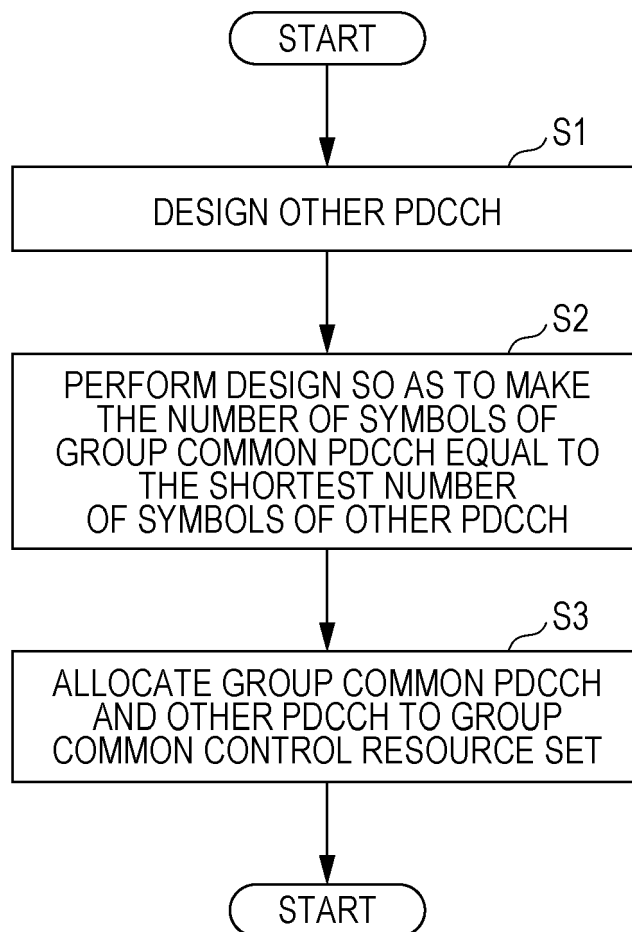 START
S1
DESIGN OTHER PDCCH
S2
PERFORM DESIGN SO AS TO MAKE
THE NUMBER OF SYMBOLS OF
GROUP COMMON PDCCH EQUAL TO
THE SHORTEST NUMBER
OF SYMBOLS OF OTHER PDCCH
S3
ALLOCATE GROUP COMMON PDCCH
AND OTHER PDCCH TO GROUP
COMMON CONTROL RESOURCE SET
START